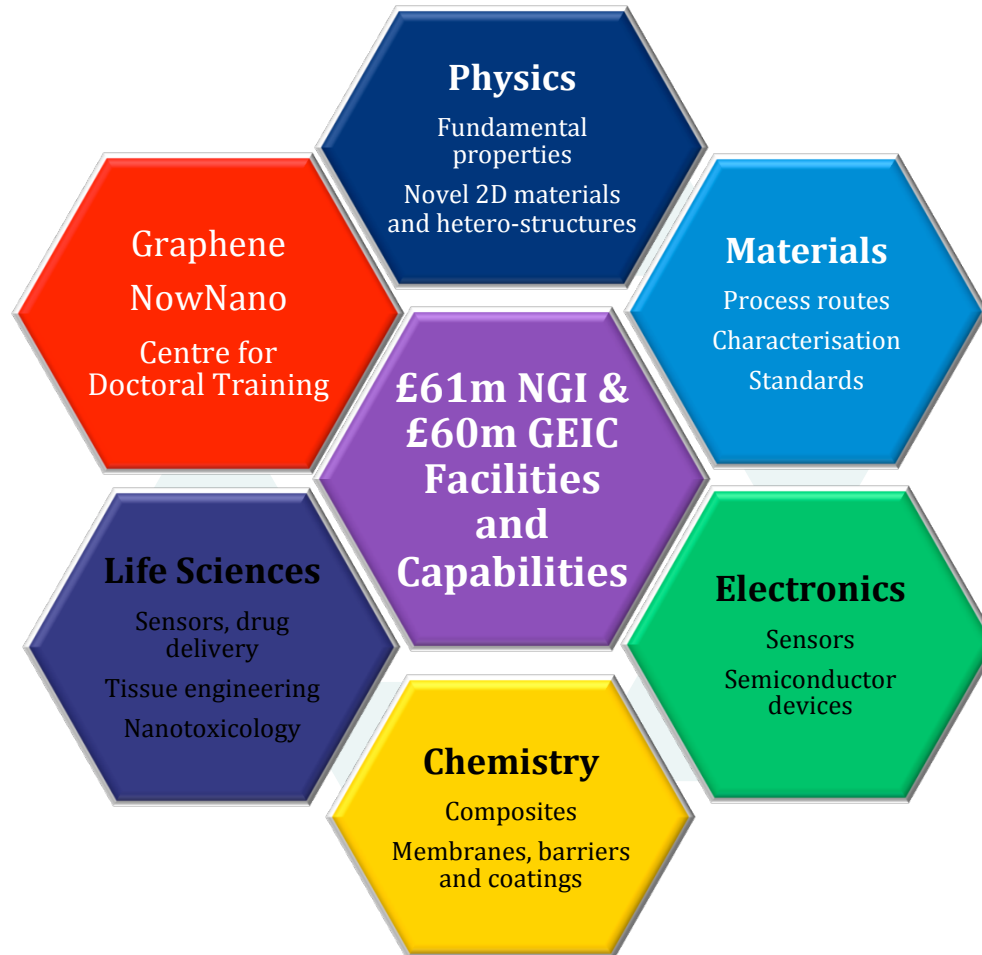 Physics
Fundamental
properties
Novel 2D materials
and hetero-structures
Materials
Process routes
Characterisation
Standards
Electronics
Sensors
Semiconductor
devices
Chemistry
Composites
Membranes, barriers
and coatings
Life Sciences
Sensors, drug
delivery
Tissue engineering
Nanotoxicology
Graphene
NowNano
Centre for
Doctoral Training
£61m NGI &
£60m GEIC
Facilities
and
Capabilities